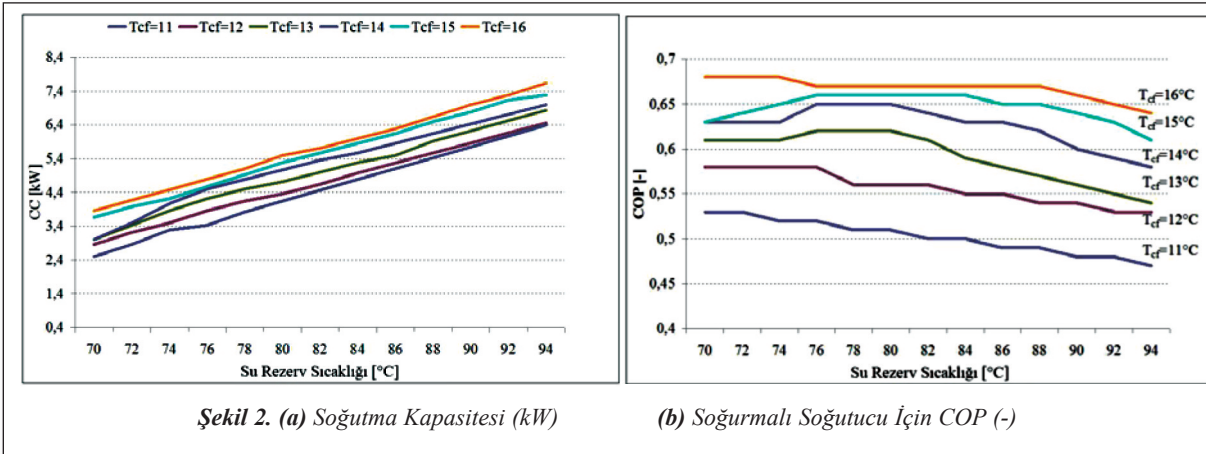 Tcf=11 Tcf=12 Tcf=13 Tcf=14 Tcf=15 Tcf=16
CC [kW]
8,4
7,4
6,4
5,4
4,4
3,4
2,4
1,4
0,4
70 72 74 76 78 80 82 84 86 88 90 92 94
Su Rezerv Sıcaklığı [°C]
COP [-]
0,7
0,65
0,6
0,55
0,5
0,45
0,4
Tcf=16°C
Tcf=15°C
Tcf=14°C
Tcf=13°C
Tcf=12°C
Tcf=11°C
70 72 74 76 78 80 82 84 86 88 90 92 94
Su Rezerv Sıcaklığı [°C]
Şekil 2. (a) Soğutma Kapasitesi (kW) (b) Soğurmalı Soğutucu İçin COP (-)